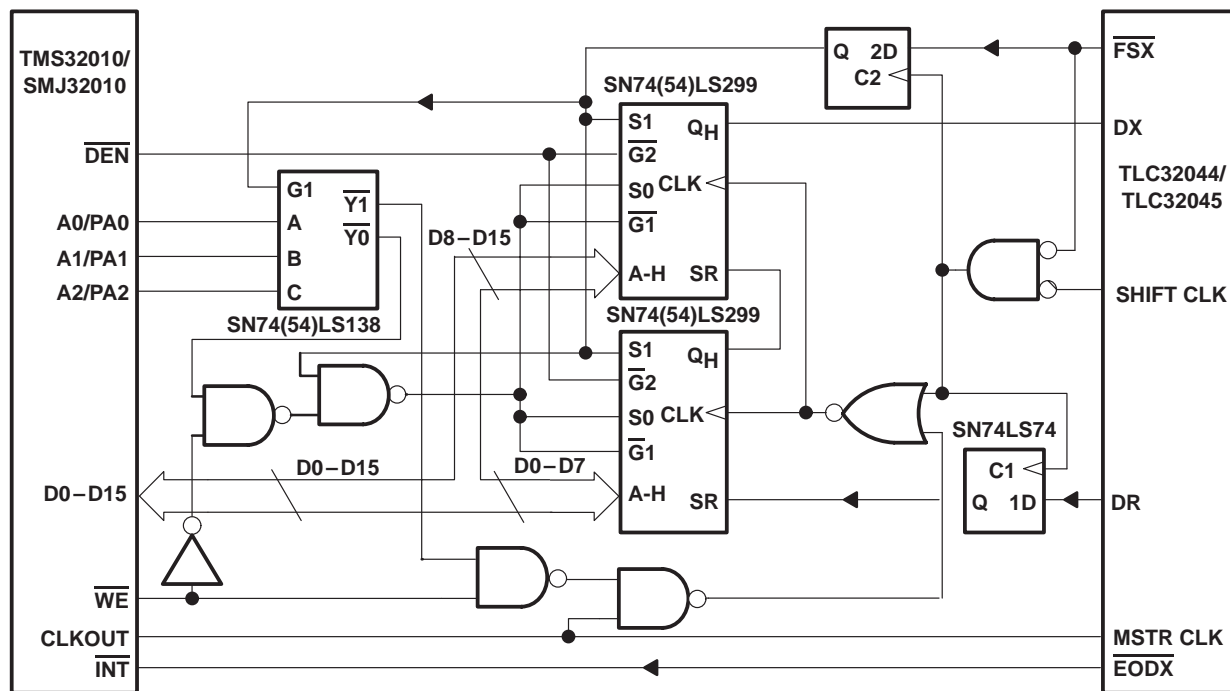 TMS32010/
SMJ32010
DEN
A0/PA0
A1/PA1
A2/PA2
D0–D15
WE
CLKOUT
INT
G1
A
B
C
Y1
Y0
SN74(54)LS138
D8–D15
D0–D15
D0–D7
SN74(54)LS299
S1
G2
S0
G1
A-H
QH
CLK
SR
SN74(54)LS299
S1
G2
S0
G1
A-H
QH
CLK
SR
Q 2D
C2
SN74LS74
C1
Q 1D
FSX
DX
TLC32044/
TLC32045
SHIFT CLK
DR
MSTR CLK
EODX